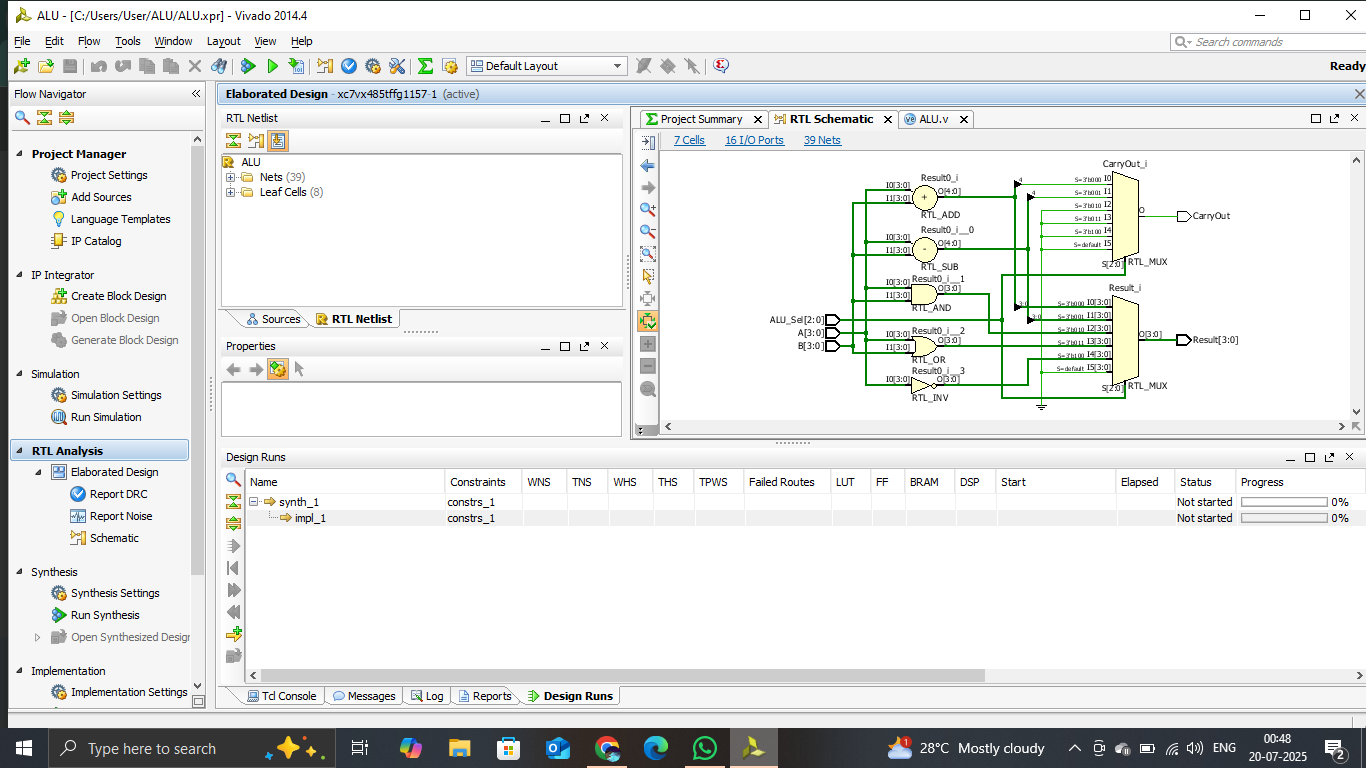 ALU - [C:/Users/User/ALU/ALU.xpr] - Vivado 2014.4
File Edit Flow Tools Window Layout View Help
Search commands
Default Layout
Ready
Flow Navigator
Project Manager
Project Settings
Add Sources
Language Templates
IP Catalog
IP Integrator
Create Block Design
Open Block Design
Generate Block Design
Simulation
Simulation Settings
Run Simulation
RTL Analysis
Elaborated Design
Report DRC
Report Noise
Schematic
Synthesis
Synthesis Settings
Run Synthesis
Open Synthesized Design
Implementation
Implementation Settings
Elaborated Design - xc7vx485tffg1157-1 (active)
RTL Netlist
ALU
Nets (39)
Leaf Cells (8)
Sources RTL Netlist
Properties
Project Summary RTL Schematic ALU.v
7 Cells 16 I/O Ports 39 Nets
ALU_Sel[2:0]
A[3:0]
B[3:0]
Result0_i
I0[3:0]
I1[3:0]
+
O[4:0]
RTL_ADD
Result0_i__0
I0[3:0]
I1[3:0]
-
O[4:0]
RTL_SUB
Result0_i__1
I0[3:0]
I1[3:0]
O[3:0]
RTL_AND
Result0_i__2
I0[3:0]
I1[3:0]
O[3:0]
RTL_OR
Result0_i__3
I0[3:0]
O[3:0]
RTL_INV
4
4
3:0
3:0
CarryOut_i
S=3'b000 I0
S=3'b001 I1
S=3'b010 I2
S=3'b011 I3
S=3'b100 I4
S=default I5
S[2:0]
O
RTL_MUX
CarryOut
Result_i
S=3'b000 I0[3:0]
S=3'b001 I1[3:0]
S=3'b010 I2[3:0]
S=3'b011 I3[3:0]
S=3'b100 I4[3:0]
S=default I5[3:0]
S[2:0]
O[3:0]
RTL_MUX
Result[3:0]
Design Runs
Name Constraints WNS TNS WHS THS TPWS Failed Routes LUT FF BRAM DSP Start Elapsed Status Progress
synth_1 constrs_1 Not started 0%
impl_1 constrs_1 Not started 0%
Tcl Console Messages Log Reports Design Runs
Type here to search
1
28°C Mostly cloudy
ENG
00:48
20-07-2025
2